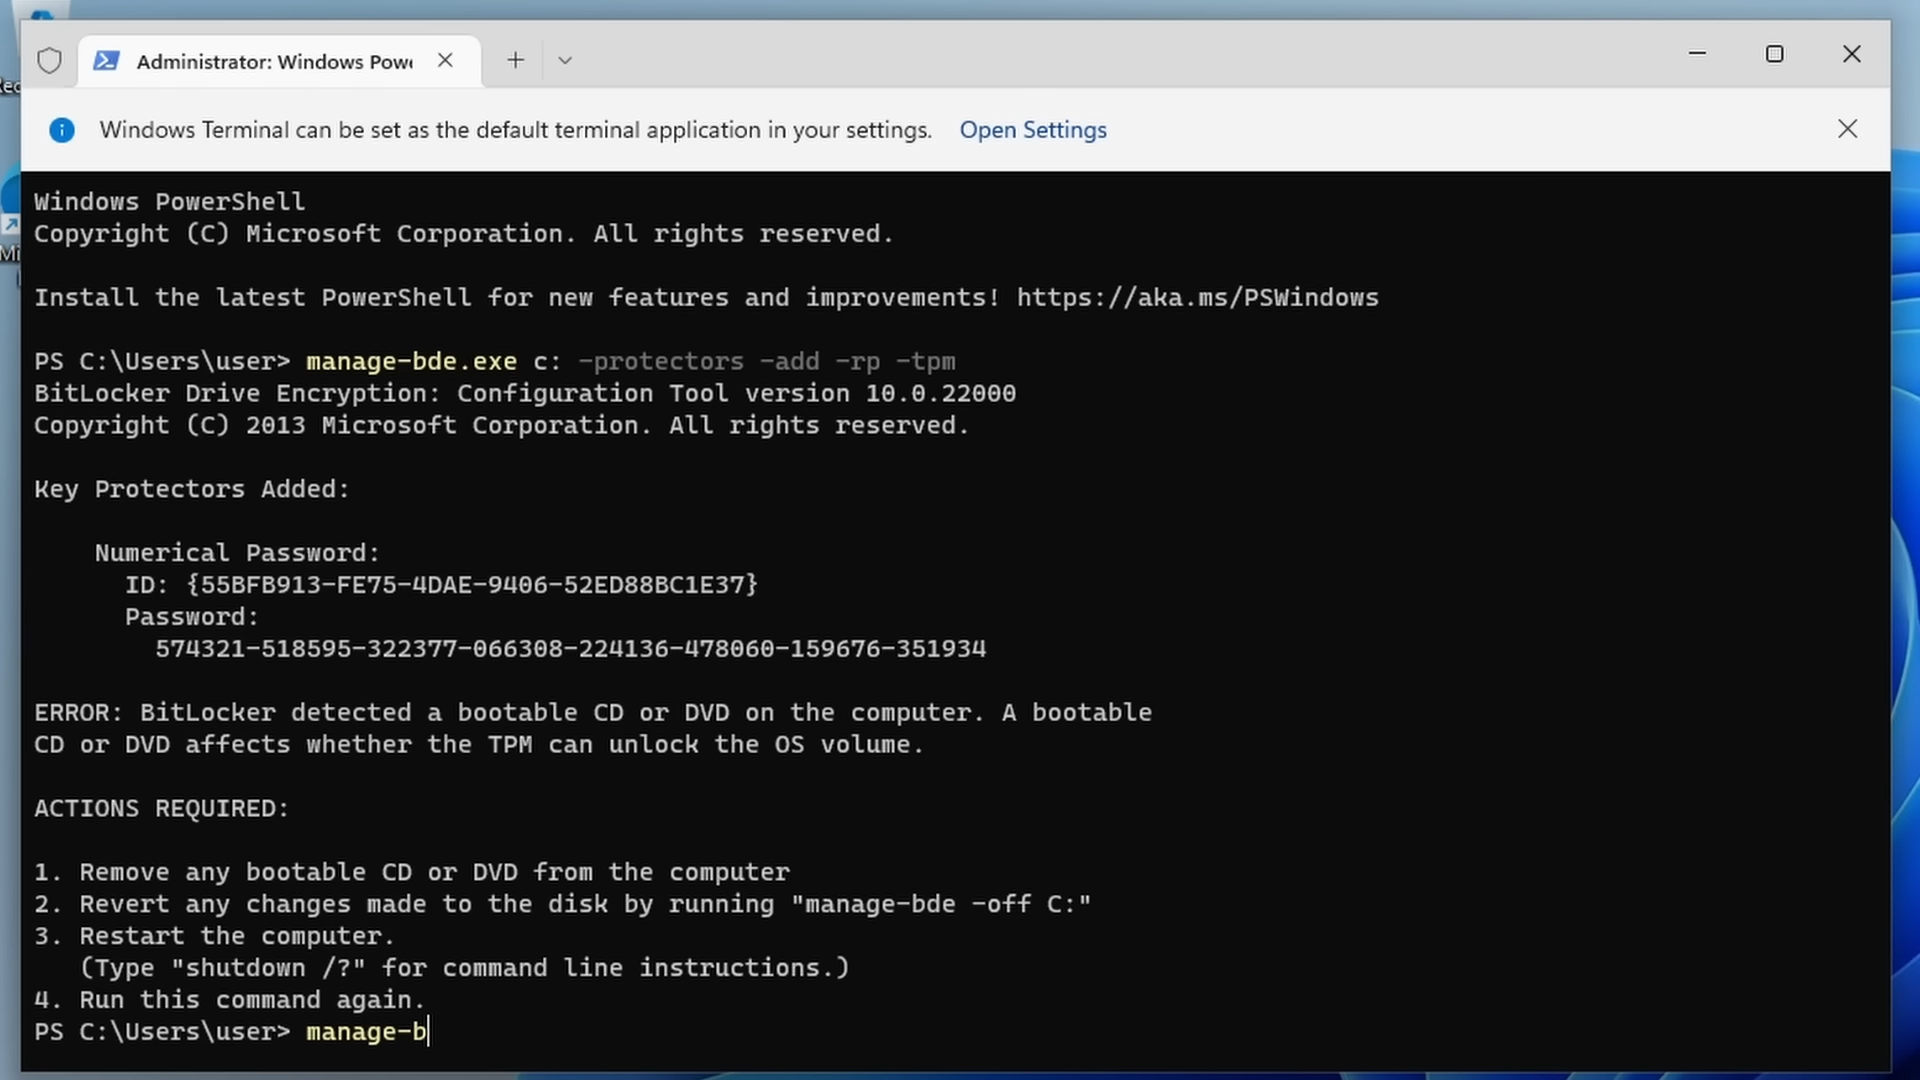 Rec
Administrator: Windows Powe
Windows Terminal can be set as the default terminal application in your settings. Open Settings
Windows PowerShell
Copyright (C) Microsoft Corporation. All rights reserved.
Mi
Install the latest PowerShell for new features and improvements! https://aka.ms/PSWindows
PS C:\Users\user> manage-bde.exe c: -protectors -add -rp -tpm
BitLocker Drive Encryption: Configuration Tool version 10.0.22000
Copyright (C) 2013 Microsoft Corporation. All rights reserved.
Key Protectors Added:
Numerical Password:
ID: {55BFB913-FE75-4DAE-9406-52ED88BC1E37}
Password:
574321-518595-322377-066308-224136-478060-159676-351934
ERROR: BitLocker detected a bootable CD or DVD on the computer. A bootable
CD or DVD affects whether the TPM can unlock the OS volume.
ACTIONS REQUIRED:
1. Remove any bootable CD or DVD from the computer
2. Revert any changes made to the disk by running "manage-bde -off C:"
3. Restart the computer.
(Type "shutdown /?" for command line instructions.)
4. Run this command again.
PS C:\Users\user> manage-b